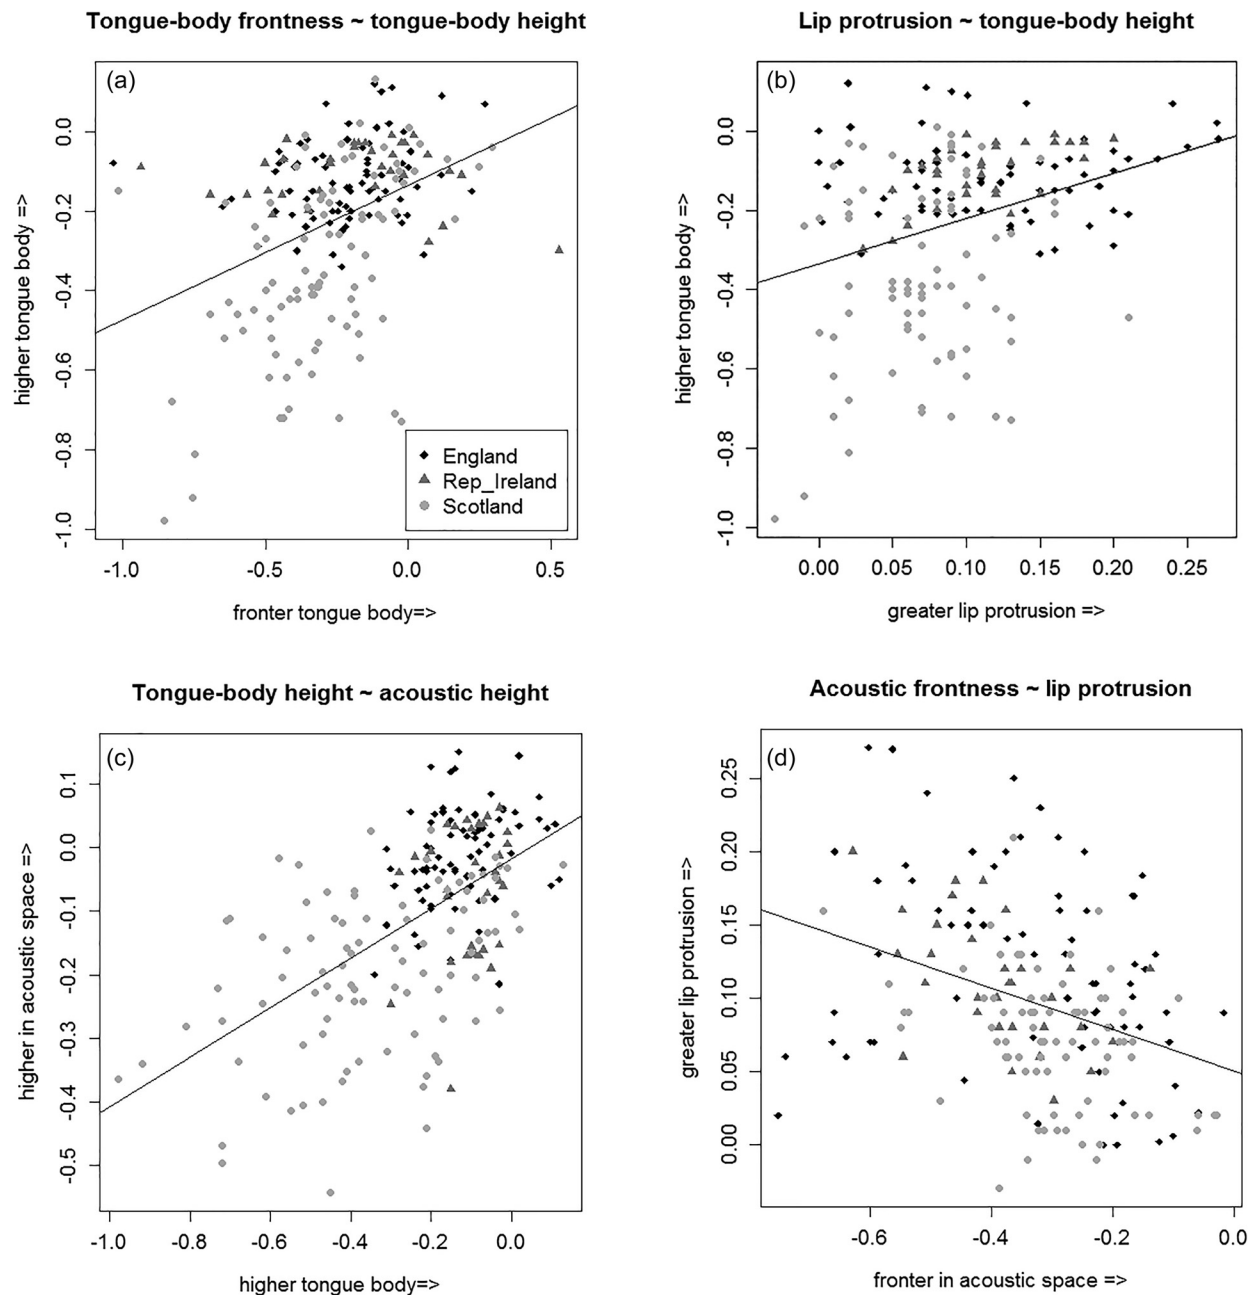 Tongue-body frontness ~ tongue-body height
(a)
higher tongue body =>
0.0
-0.2
-0.4
-0.6
-0.8
-1.0
England
Rep_Ireland
Scotland
-1.0 -0.5 0.0 0.5
fronter tongue body=>
Lip protrusion ~ tongue-body height
(b)
higher tongue body =>
0.0
-0.2
-0.4
-0.6
-0.8
-1.0
0.00 0.05 0.10 0.15 0.20 0.25
greater lip protrusion =>
Tongue-body height ~ acoustic height
(c)
higher in acoustic space =>
0.1
0.0
-0.1
-0.2
-0.3
-0.4
-0.5
-1.0 -0.8 -0.6 -0.4 -0.2 0.0
higher tongue body=>
Acoustic frontness ~ lip protrusion
(d)
greater lip protrusion =>
0.25
0.20
0.15
0.10
0.05
0.00
-0.6 -0.4 -0.2 0.0
fronter in acoustic space =>